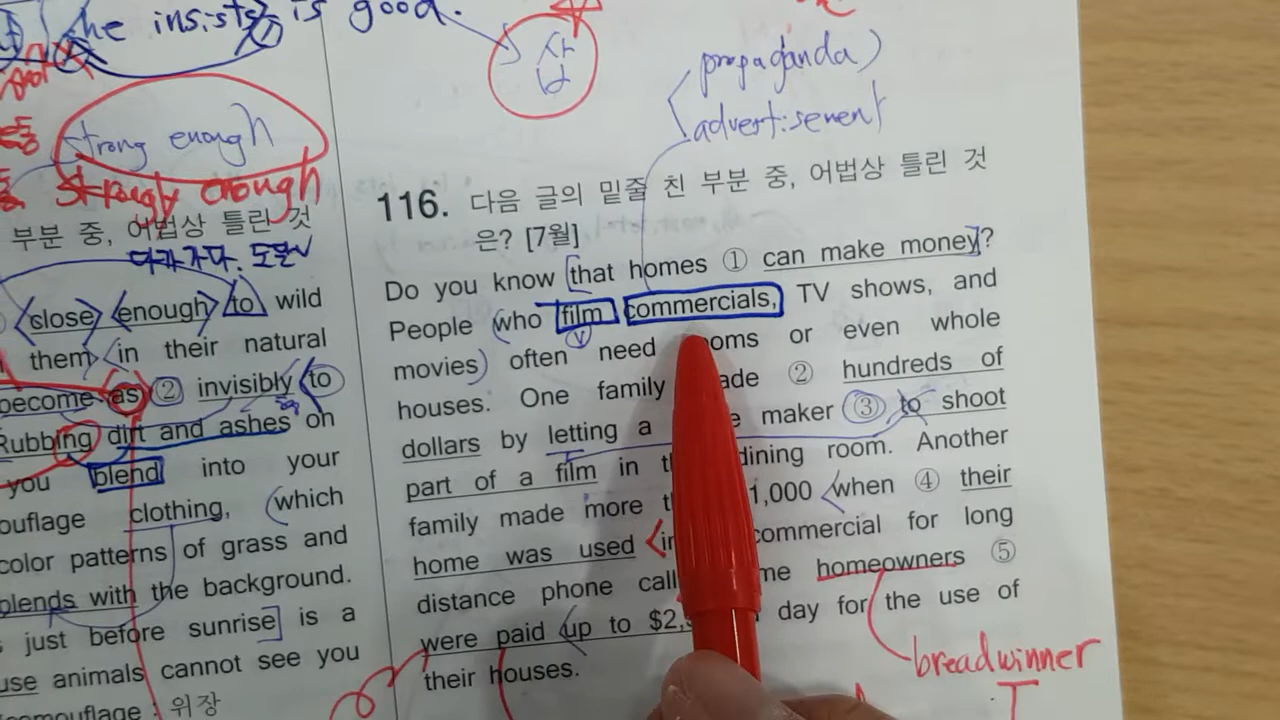 the insists is good.
삽
propaganda)
advertisement
strong enough
strongly enough
부분 중, 어법상 틀린 것
close enough to wild
them in their natural
become as ② invisibly to
Rubbing dirt and ashes on
you blend into your
clothing, (which
color patterns of grass and
blends with the background.
just before sunrise] is a
animals cannot see you
위장
116. 다음 글의 밑줄 친 부분 중, 어법상 틀린 것
은? [7월]
Do you know [that homes ① can make money]?
People (who film commercials, TV shows, and
movies) often need rooms or even whole
houses. One family made ② hundreds of
dollars by letting a maker ③ to shoot
part of a film in dining room. Another
family made more 1,000 <when ④ their
home was used <in commercial for long
distance phone homeowners ⑤
were paid <up to day for the use of
their houses.
breadwinner